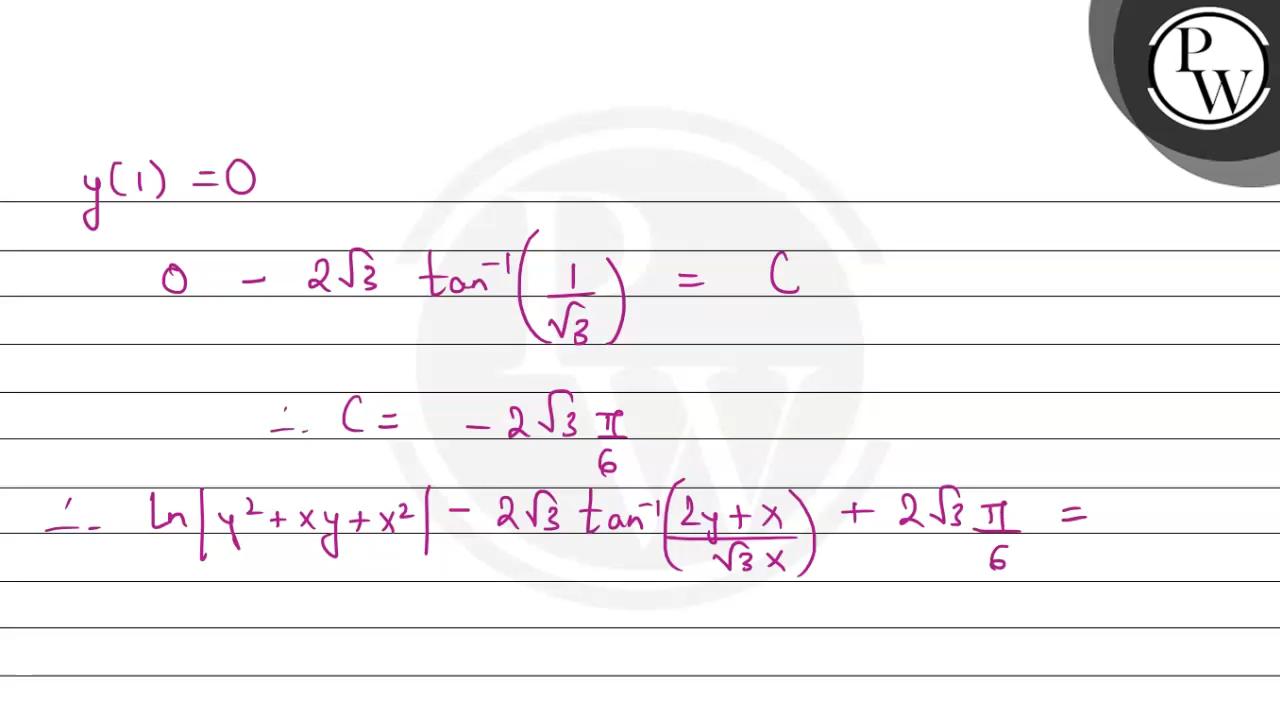 PW
y(1) = 0
0 - 2√3 tan⁻¹(1/√3) = C
∴ C = - 2√3 π/6
∴ ln|y² + xy + x²| - 2√3 tan⁻¹((2y + x)/(√3 x)) + 2√3 π/6 =